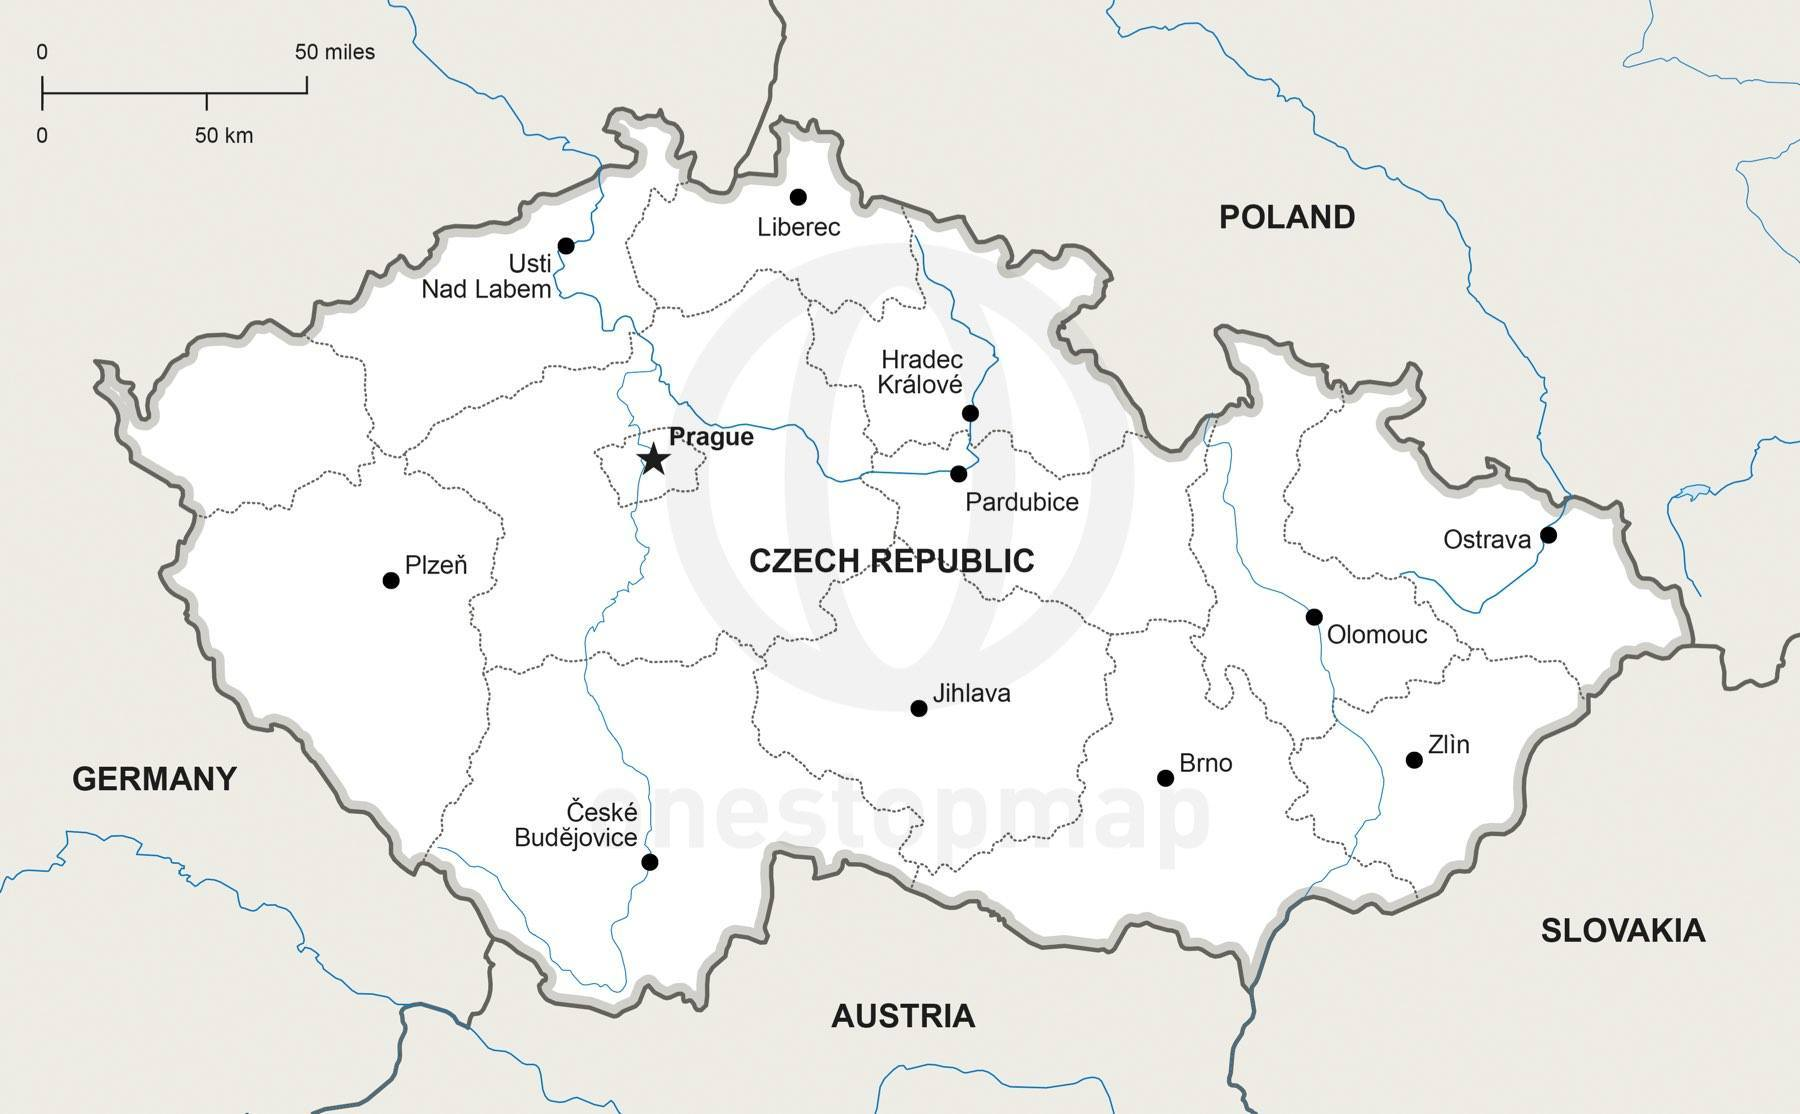 0
50 miles
0
50 km
POLAND
Liberec
Usti
Nad Labem
Hradec
Králové
Prague
Pardubice
Ostrava
CZECH REPUBLIC
Plzeň
Olomouc
Jihlava
Zlìn
Brno
GERMANY
České
Budějovice
onestopmap
SLOVAKIA
AUSTRIA